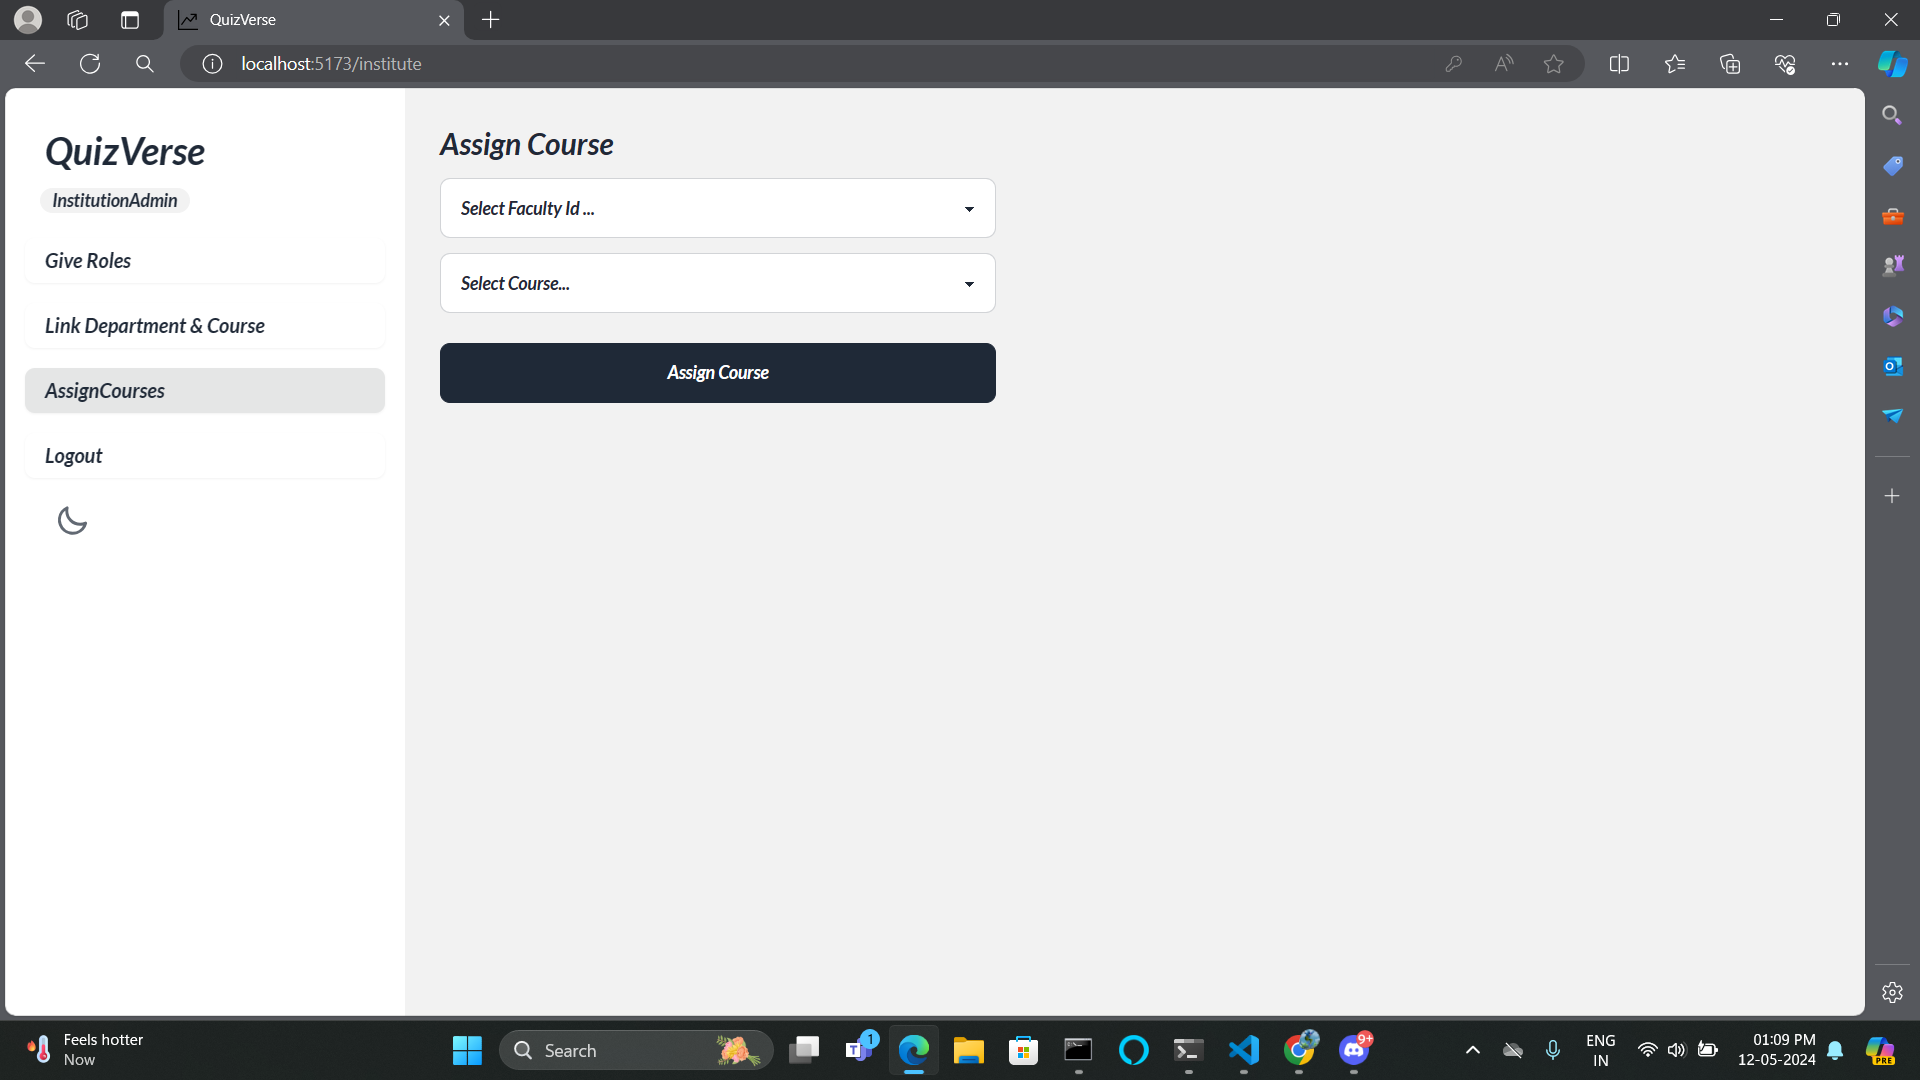 QuizVerse
localhost:5173/institute
QuizVerse
InstitutionAdmin
Give Roles
Link Department & Course
AssignCourses
Logout
Assign Course
Select Faculty Id ...
Select Course...
Assign Course
Feels hotter
Now
Search
1
9+
ENG
IN
01:09 PM
12-05-2024
PRE